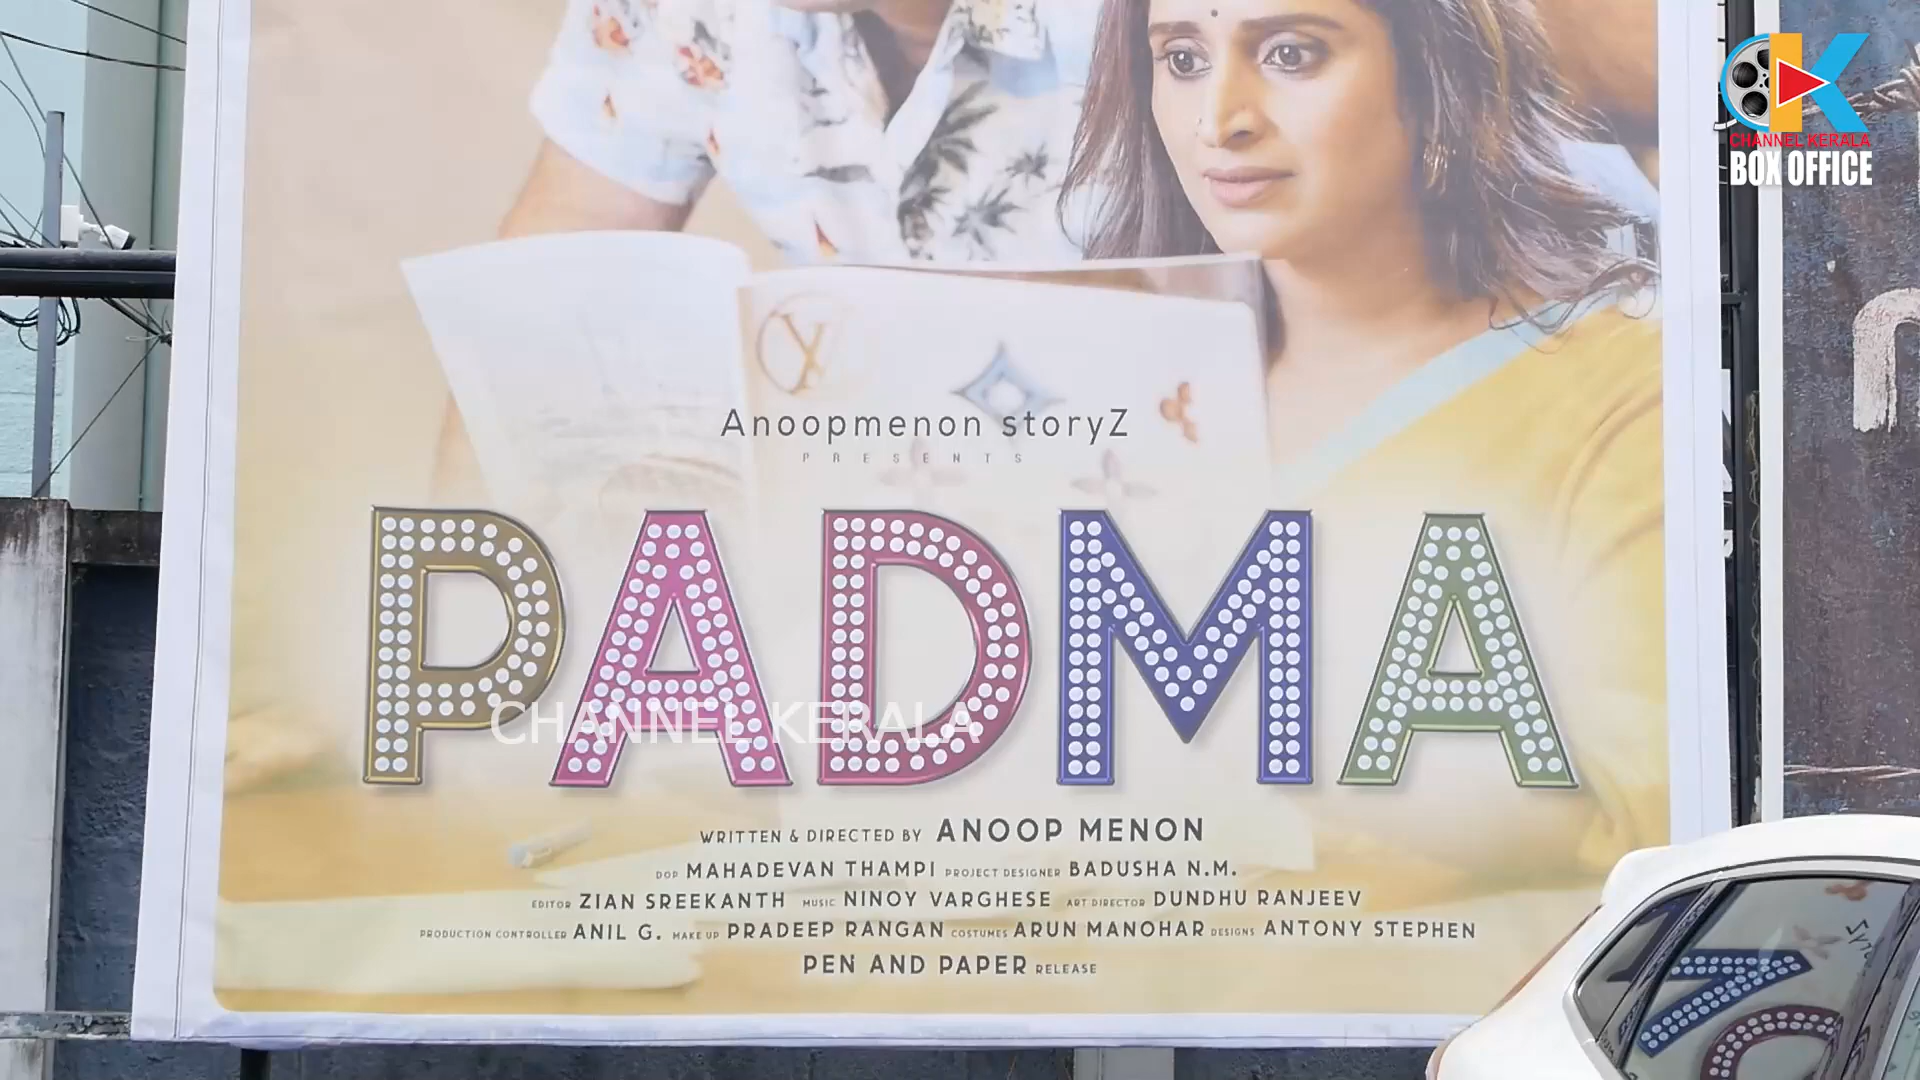 CHANNEL KERALA
BOX OFFICE
Anoopmenon storyZ
PRESENTS
PADMA
CHANNEL KERALA
WRITTEN & DIRECTED BY ANOOP MENON
DOP MAHADEVAN THAMPI PROJECT DESIGNER BADUSHA N.M.
EDITOR ZIAN SREEKANTH MUSIC NINOY VARGHESE ART DIRECTOR DUNDHU RANJEEV
PRODUCTION CONTROLLER ANIL G. MAKE UP PRADEEP RANGAN COSTUMES ARUN MANOHAR DESIGNS ANTONY STEPHEN
PEN AND PAPER RELEASE